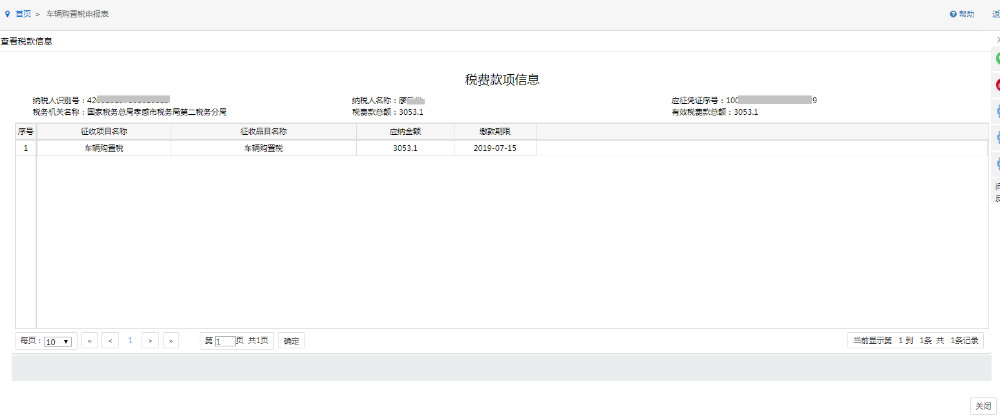 首页 > 车辆购置税申报表 帮助 返
查看税款信息
税费款项信息
纳税人识别号：42 纳税人名称：廖 应征凭证序号：100 9
税务机关名称：国家税务总局孝感市税务局第二税务分局 税费款总额：3053.1 有效税费款总额：3053.1
序号 征收项目名称 征收品目名称 应纳金额 缴款期限
1 车辆购置税 车辆购置税 3053.1 2019-07-15
每页：10 « < 1 > » 第 1 页 共1页 确定 当前显示第 1 到 1条 共 1条记录
关闭